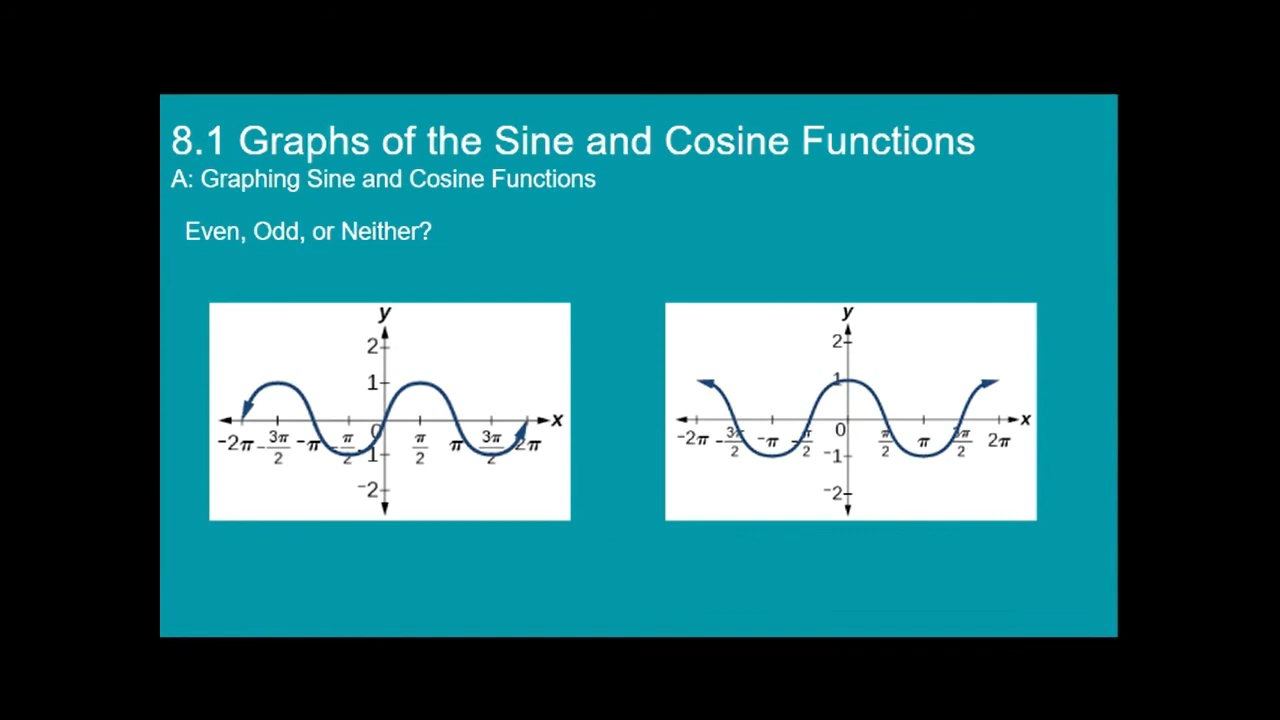 8.1 Graphs of the Sine and Cosine Functions
A: Graphing Sine and Cosine Functions
Even, Odd, or Neither?
y
2
1
0
x
-2π -3π/2 -π -π/2 π/2 π 3π/2 2π
-1
-2
y
2
1
0
x
-2π -3π/2 -π -π/2 π/2 π 3π/2 2π
-1
-2